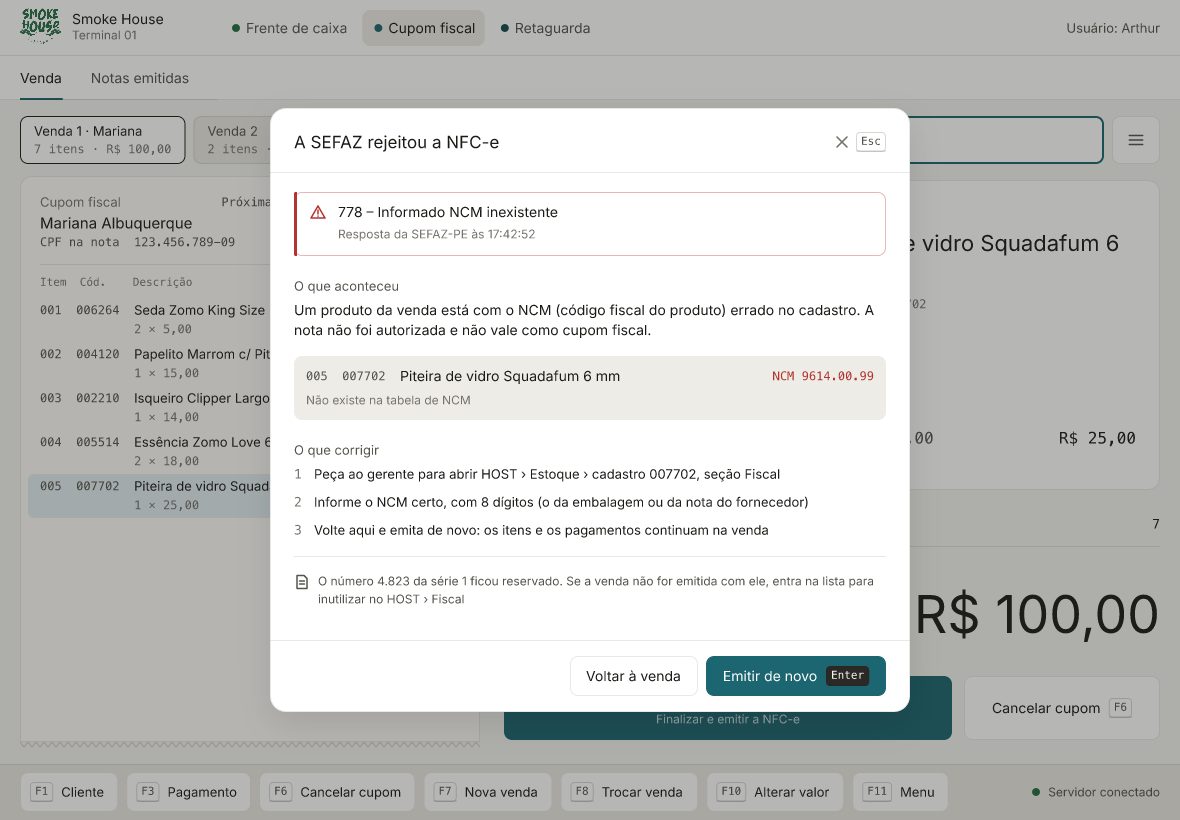 SMOKE
HOUSE
Smoke House
Terminal 01
Frente de caixa
Cupom fiscal
Retaguarda
Usuário: Arthur
Venda
Notas emitidas
Venda 1 · Mariana
7 itens · R$ 100,00
Venda 2
2 itens ·
Cupom fiscal
Próxima
Mariana Albuquerque
CPF na nota 123.456.789-09
Item Cód. Descrição
001 006264 Seda Zomo King Size
2 × 5,00
002 004120 Papelito Marrom c/ Pit
1 × 15,00
003 002210 Isqueiro Clipper Largo
1 × 14,00
004 005514 Essência Zomo Love 6
2 × 18,00
005 007702 Piteira de vidro Squad
1 × 25,00
A SEFAZ rejeitou a NFC-e
Esc
778 – Informado NCM inexistente
Resposta da SEFAZ-PE às 17:42:52
O que aconteceu
Um produto da venda está com o NCM (código fiscal do produto) errado no cadastro. A
nota não foi autorizada e não vale como cupom fiscal.
005 007702 Piteira de vidro Squadafum 6 mm NCM 9614.00.99
Não existe na tabela de NCM
O que corrigir
1 Peça ao gerente para abrir HOST › Estoque › cadastro 007702, seção Fiscal
2 Informe o NCM certo, com 8 dígitos (o da embalagem ou da nota do fornecedor)
3 Volte aqui e emita de novo: os itens e os pagamentos continuam na venda
O número 4.823 da série 1 ficou reservado. Se a venda não for emitida com ele, entra na lista para
inutilizar no HOST › Fiscal
Voltar à venda
Emitir de novo Enter
e vidro Squadafum 6
02
,00
R$ 25,00
7
R$ 100,00
Finalizar e emitir a NFC-e
Cancelar cupom F6
F1 Cliente
F3 Pagamento
F6 Cancelar cupom
F7 Nova venda
F8 Trocar venda
F10 Alterar valor
F11 Menu
Servidor conectado